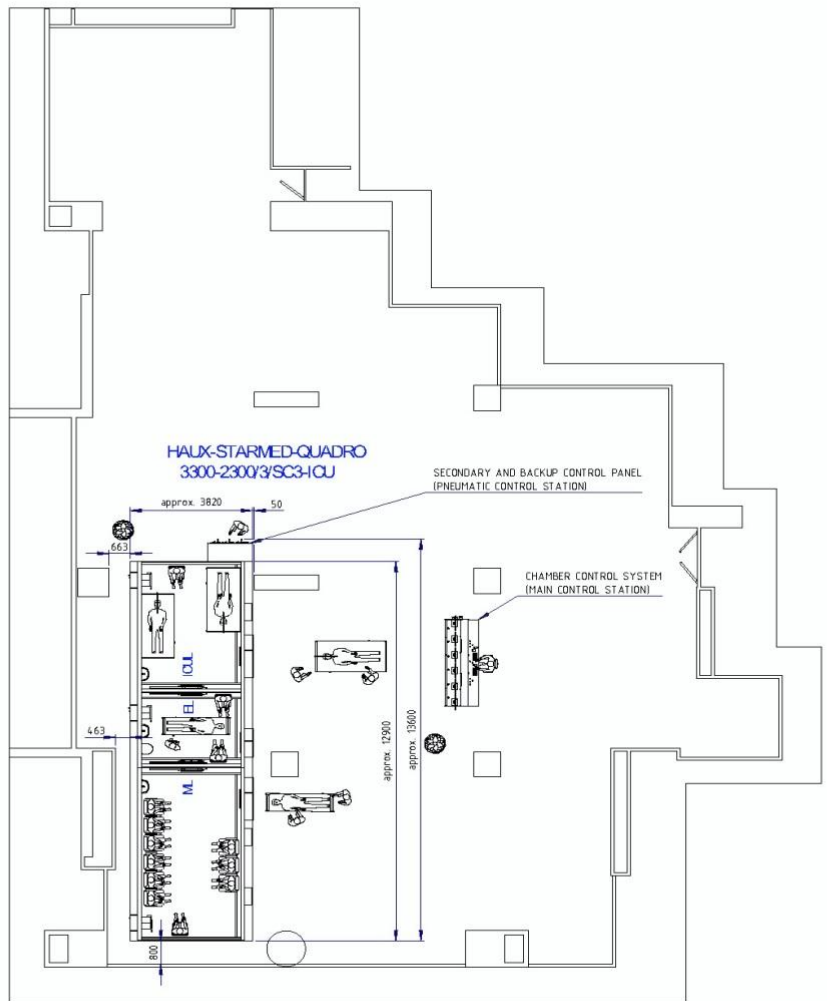 HAUX-STARMED-QUADRO
3300-2300/3/SC3-ICU
SECONDARY AND BACKUP CONTROL PANEL
(PNEUMATIC CONTROL STATION)
approx. 3820
50
663
CHAMBER CONTROL SYSTEM
(MAIN CONTROL STATION)
ICUL
EL
463
approx. 12900
approx. 13600
ML
800